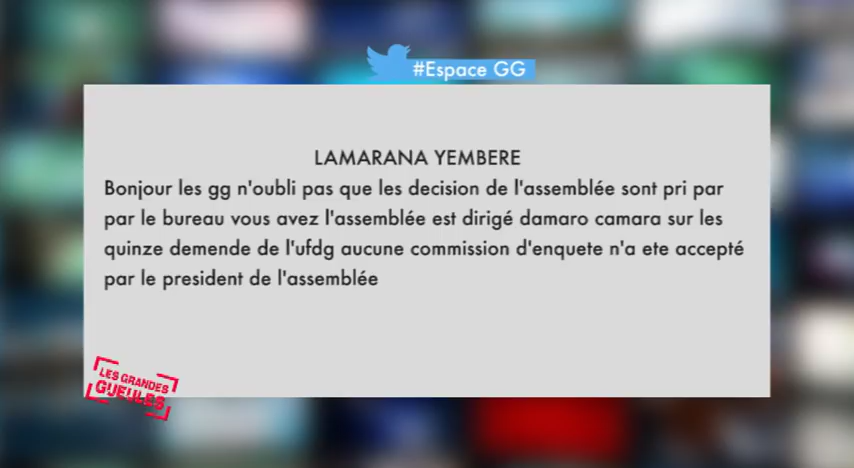 #Espace GG
LAMARANA YEMBERE
Bonjour les gg n'oubli pas que les decision de l'assemblée sont pri par
par le bureau vous avez l'assemblée est dirigé damaro camara sur les
quinze demende de l'ufdg aucune commission d'enquete n'a ete accepté
par le president de l'assemblée
LES GRANDES
GUEULES